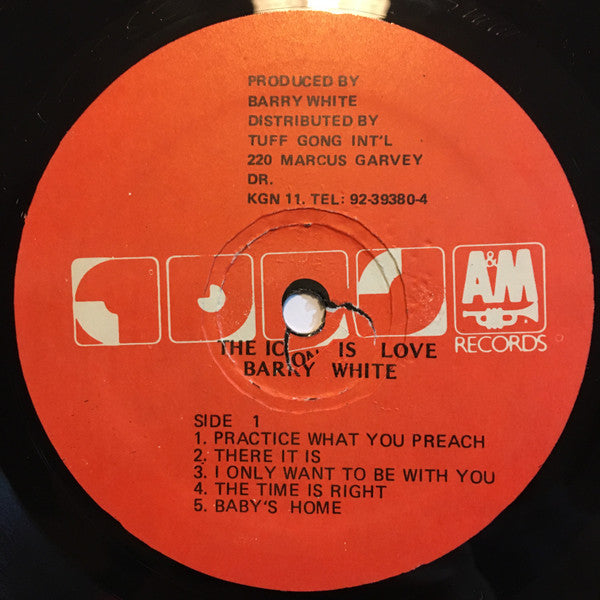 PRODUCED BY
BARRY WHITE
DISTRIBUTED BY
TUFF GONG INT'L
220 MARCUS GARVEY
DR.
KGN 11. TEL: 92-39380-4
A&M
RECORDS
THE ICON IS LOVE
BARRY WHITE
SIDE 1
1. PRACTICE WHAT YOU PREACH
2. THERE IT IS
3. I ONLY WANT TO BE WITH YOU
4. THE TIME IS RIGHT
5. BABY'S HOME